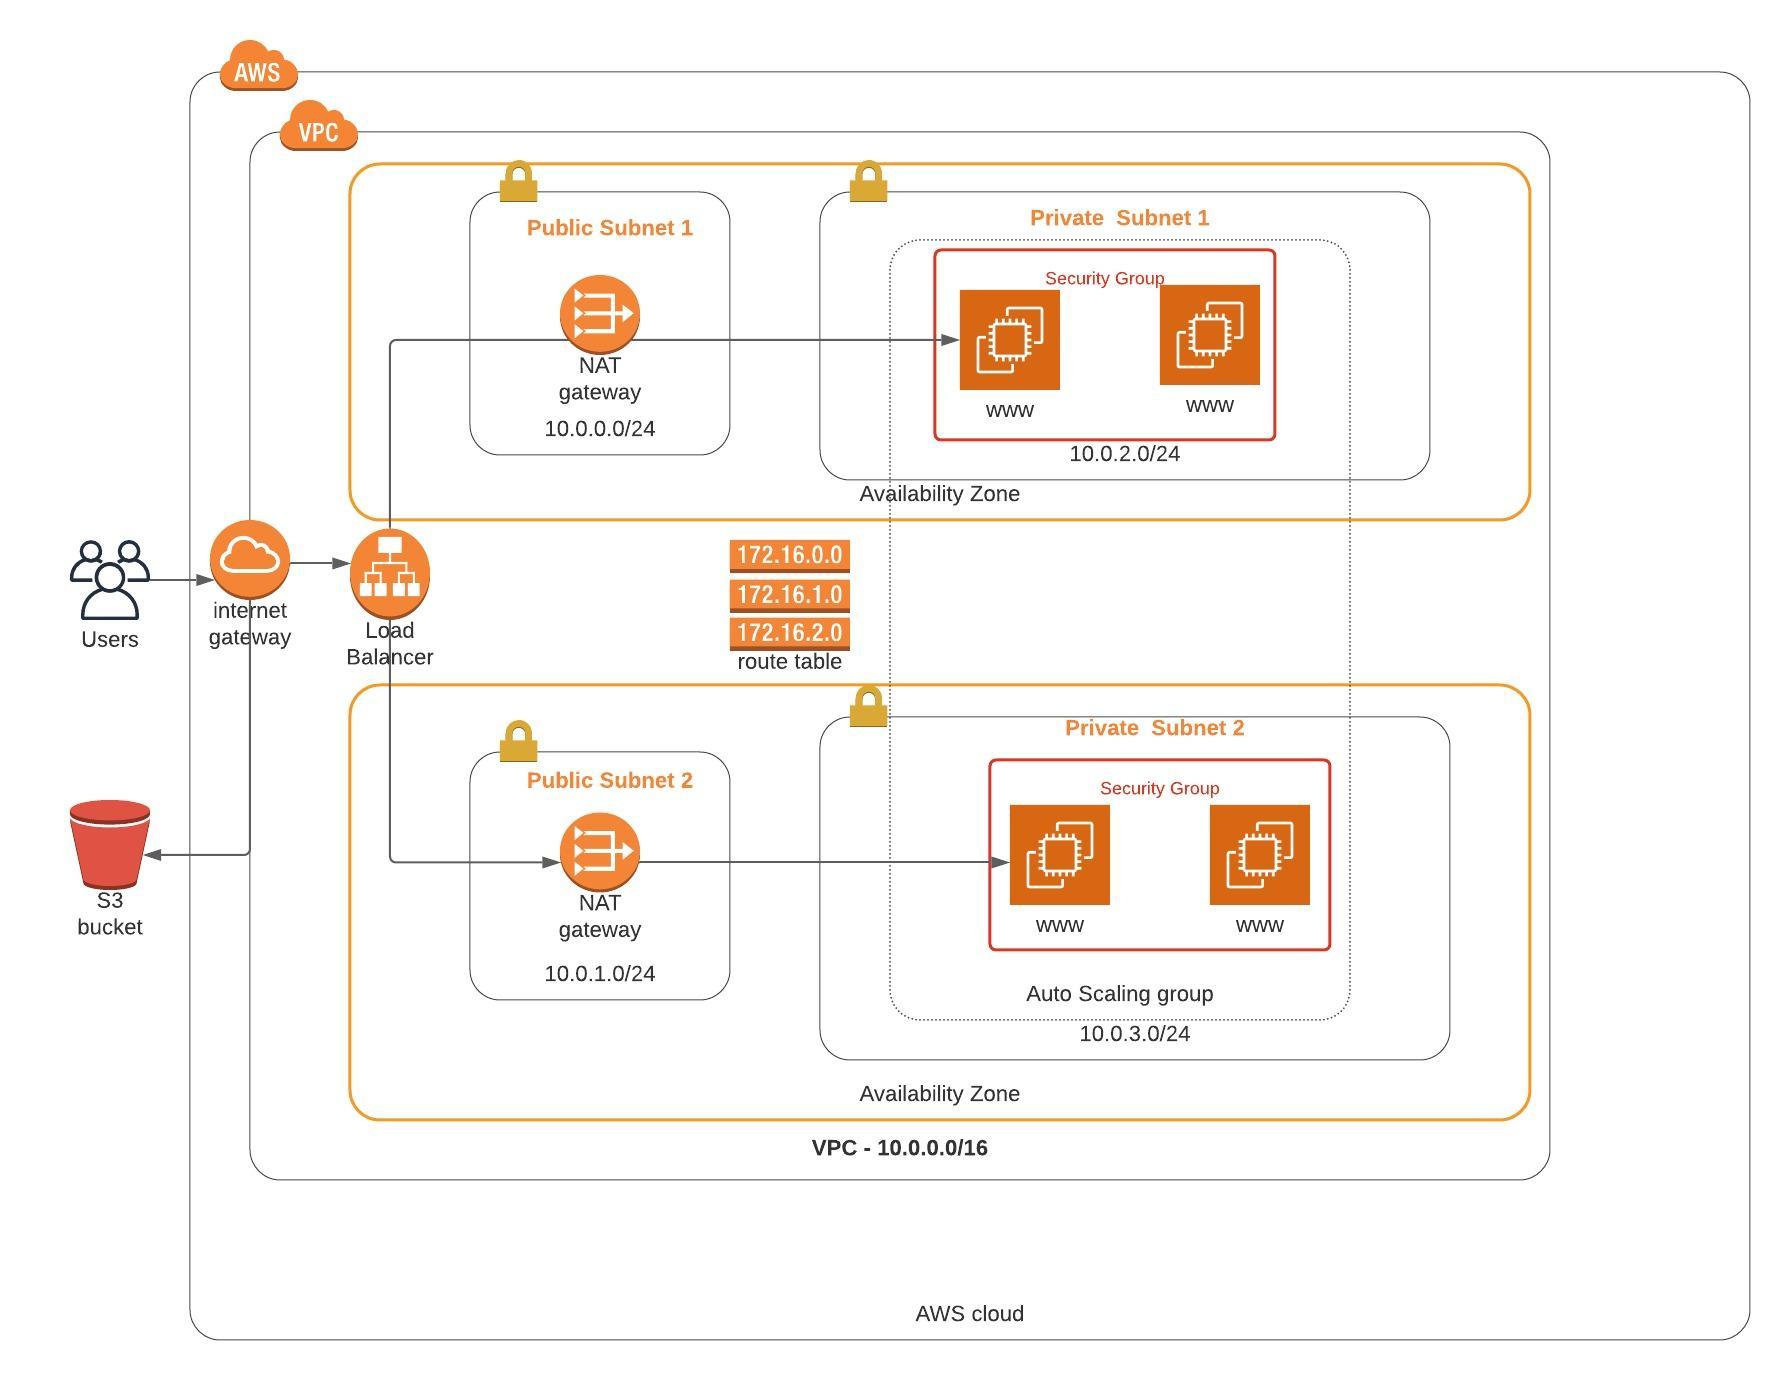 AWS
VPC
Public Subnet 1
NAT
gateway
10.0.0.0/24
Private  Subnet 1
Security Group
www
www
10.0.2.0/24
Availability Zone
Users
internet
gateway
Load
Balancer
172.16.0.0
172.16.1.0
172.16.2.0
route table
Public Subnet 2
NAT
gateway
10.0.1.0/24
Private  Subnet 2
Security Group
www
www
Auto Scaling group
10.0.3.0/24
Availability Zone
S3
bucket
VPC - 10.0.0.0/16
AWS cloud